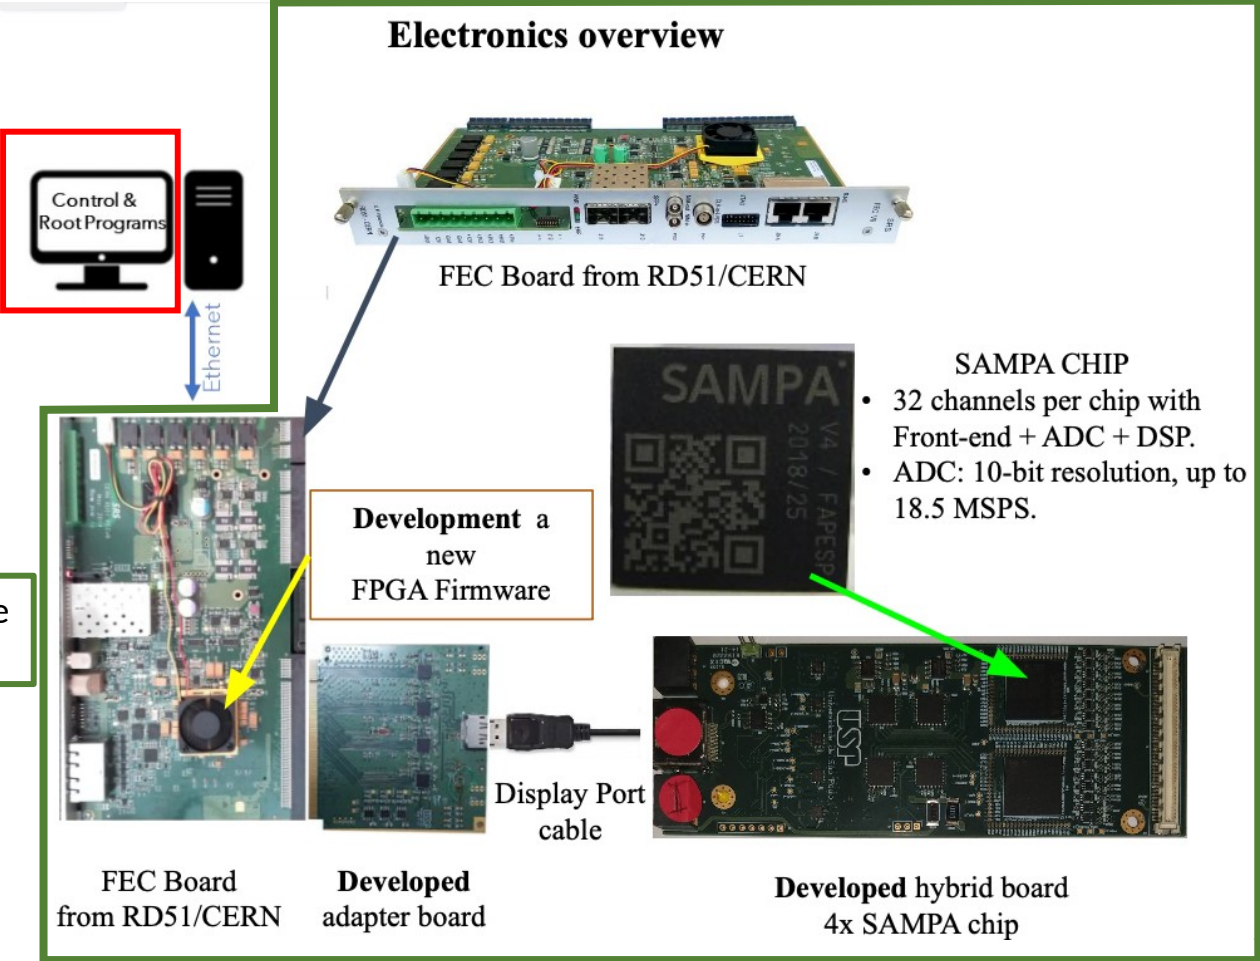 Electronics overview
Control &
Root Programs
FEC Board from RD51/CERN
Ethernet
SAMPA
V4 / FAPESP
2018/25
SAMPA CHIP
• 32 channels per chip with
Front-end + ADC + DSP.
• ADC: 10-bit resolution, up to
18.5 MSPS.
Development a
new
FPGA Firmware
e
USP
Display Port
cable
FEC Board
from RD51/CERN
Developed
adapter board
Developed hybrid board
4x SAMPA chip